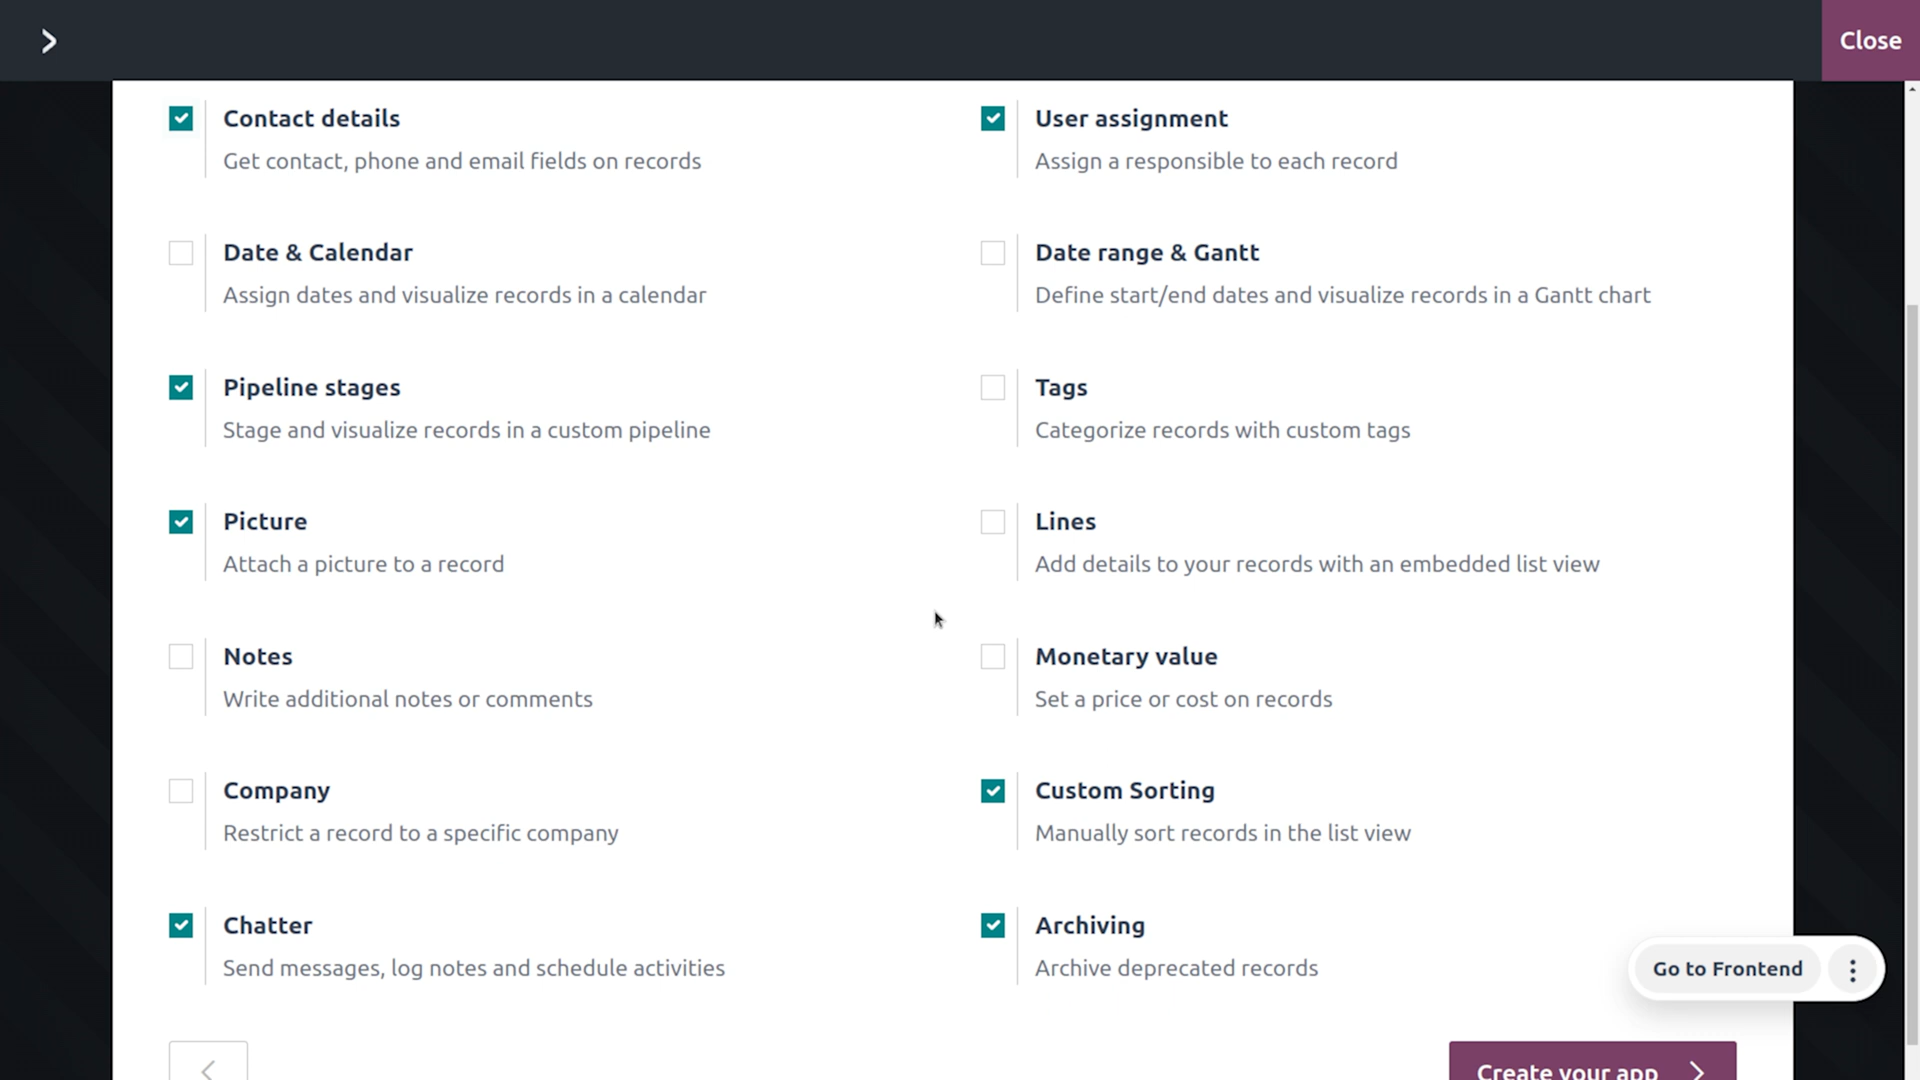 Close
Contact details
Get contact, phone and email fields on records
User assignment
Assign a responsible to each record
Date & Calendar
Assign dates and visualize records in a calendar
Date range & Gantt
Define start/end dates and visualize records in a Gantt chart
Pipeline stages
Stage and visualize records in a custom pipeline
Tags
Categorize records with custom tags
Picture
Attach a picture to a record
Lines
Add details to your records with an embedded list view
Notes
Write additional notes or comments
Monetary value
Set a price or cost on records
Company
Restrict a record to a specific company
Custom Sorting
Manually sort records in the list view
Chatter
Send messages, log notes and schedule activities
Archiving
Archive deprecated records
Go to Frontend
Create your app